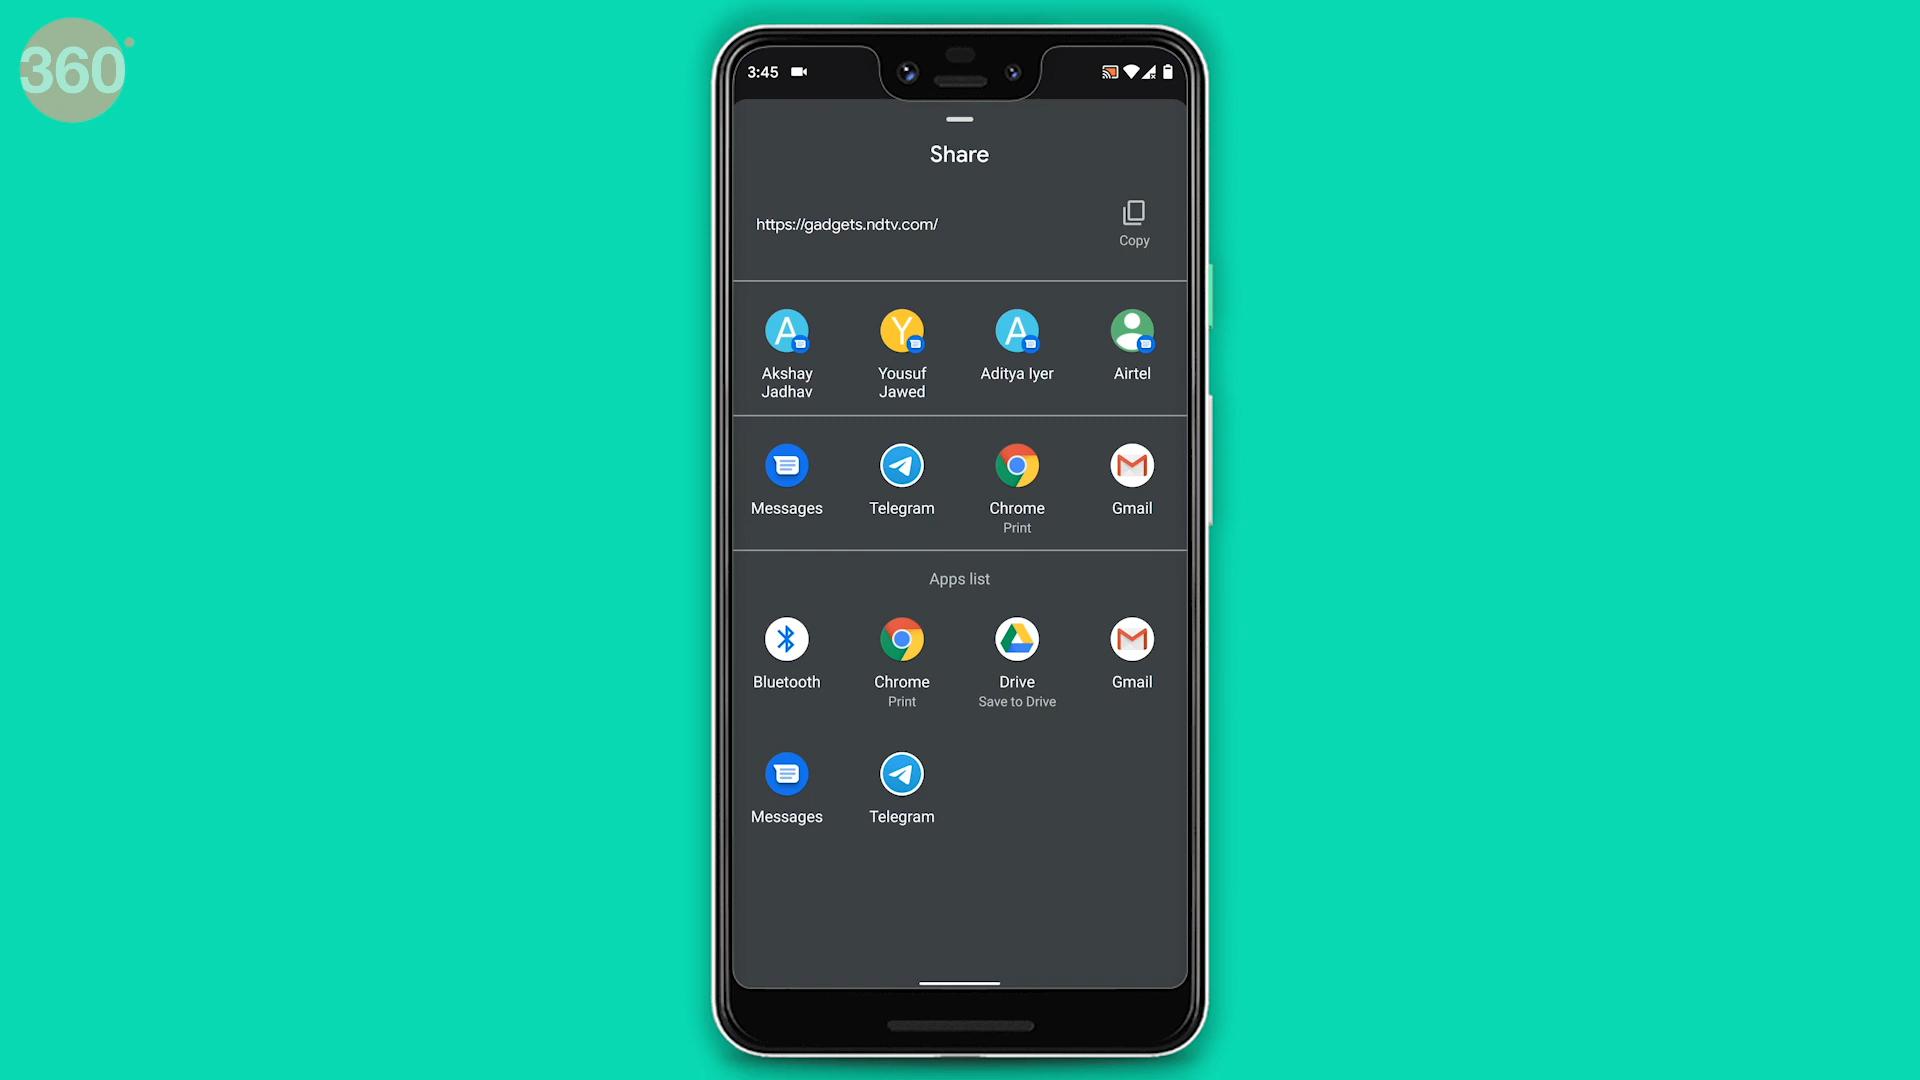 360
3:45
Share
https://gadgets.ndtv.com/
Copy
A
Y
A
Akshay
Jadhav
Yousuf
Jawed
Aditya Iyer
Airtel
Messages
Telegram
Chrome
Print
Gmail
Apps list
Bluetooth
Chrome
Print
Drive
Save to Drive
Gmail
Messages
Telegram